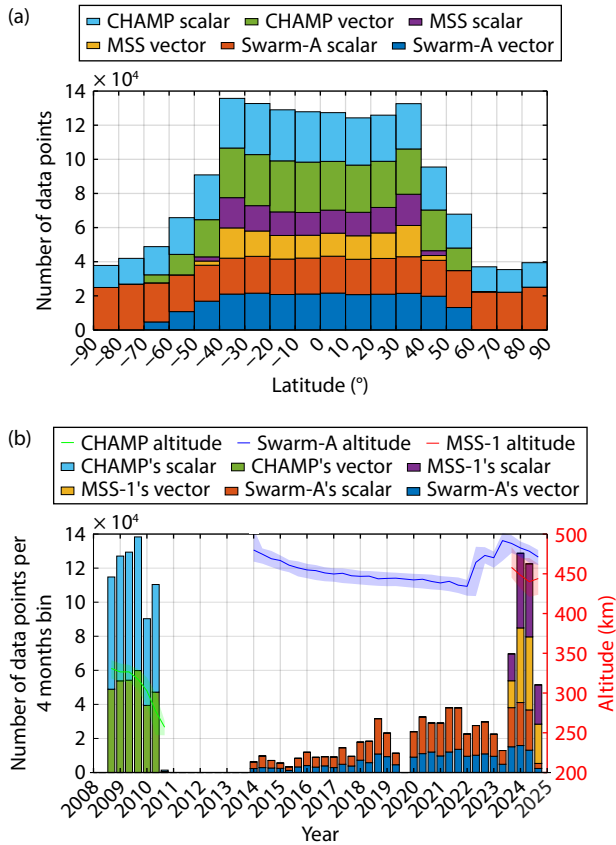 (a)
CHAMP scalar CHAMP vector MSS scalar
MSS vector Swarm-A scalar Swarm-A vector
× 10⁴
14
12
10
8
6
4
2
0
Number of data points
−90 −80 −70 −60 −50 −40 −30 −20 −10 0 10 20 30 40 50 60 70 80 90
Latitude (°)
(b)
CHAMP altitude Swarm-A altitude MSS-1 altitude
CHAMP's scalar CHAMP's vector MSS-1's scalar
MSS-1's vector Swarm-A's scalar Swarm-A's vector
× 10⁴
14
12
10
8
6
4
2
0
Number of data points per
4 months bin
500
450
400
350
300
250
200
Altitude (km)
2008 2009 2010 2011 2012 2013 2014 2015 2016 2017 2018 2019 2020 2021 2022 2023 2024 2025
Year